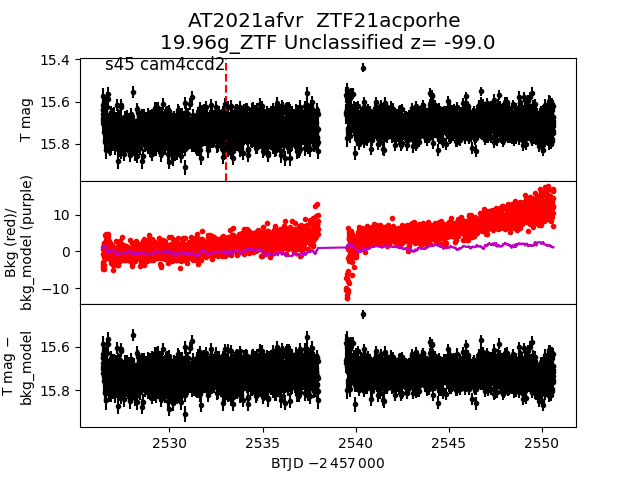 AT2021afvr  ZTF21acporhe
19.96g_ZTF Unclassified z= -99.0
s45 cam4ccd2
15.4
15.6
15.8
T mag
10
0
−10
Bkg (red)/
bkg_model (purple)
15.6
15.8
T mag −
bkg_model
2530
2535
2540
2545
2550
BTJD −2 457 000